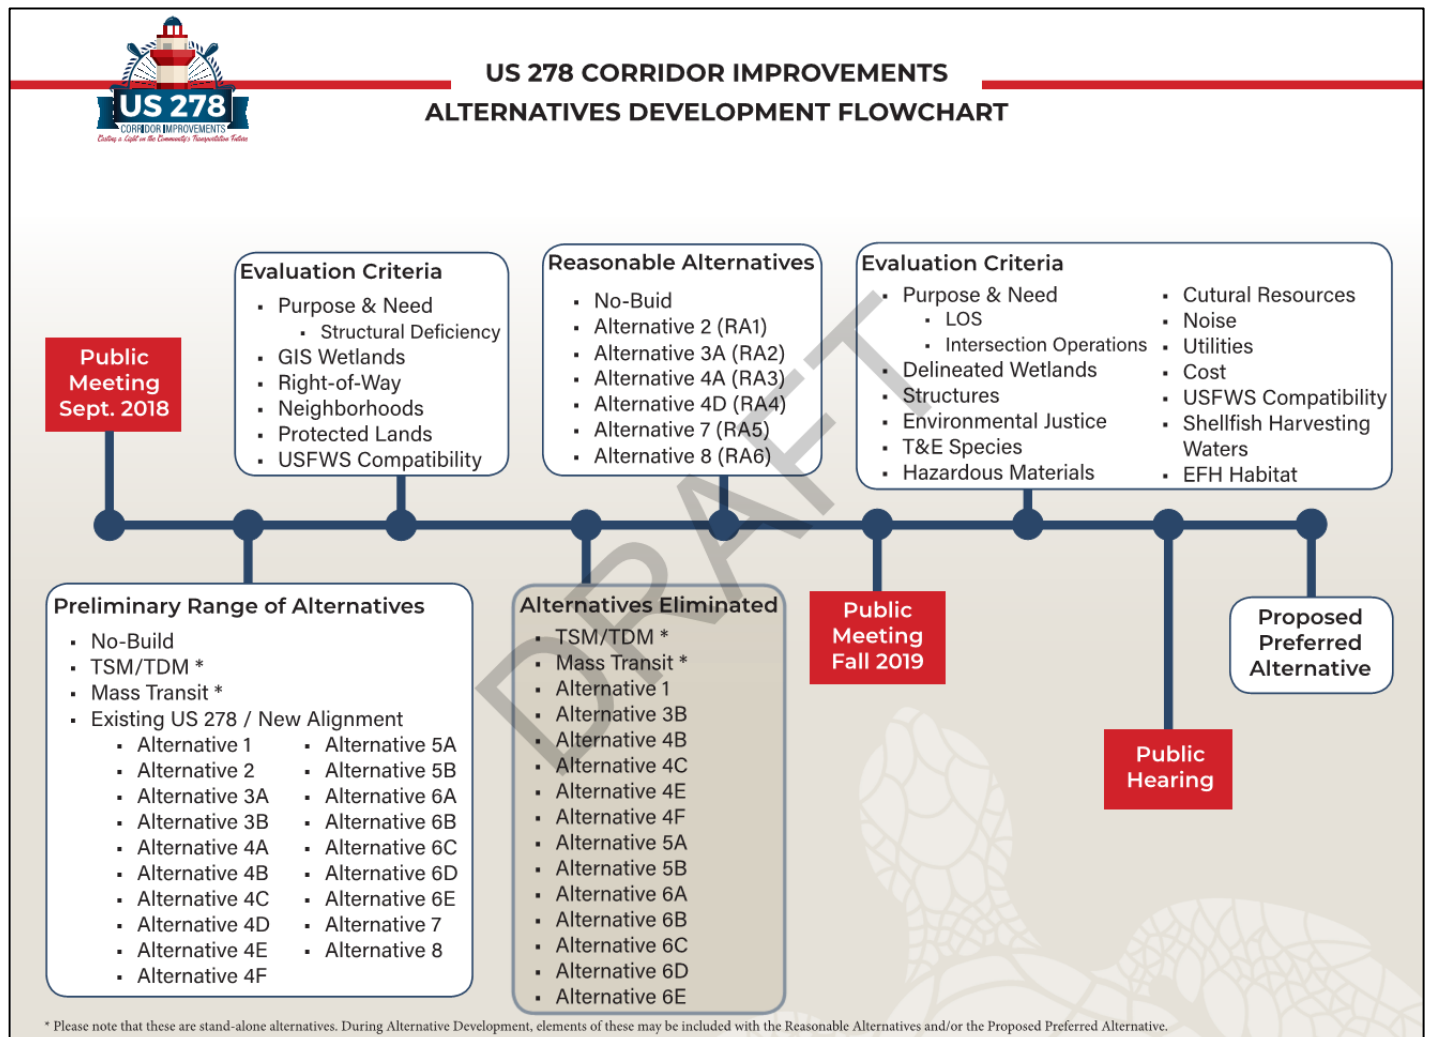 US 278
CORRIDOR IMPROVEMENTS
Casting a Light on the Community's Transportation Future
US 278 CORRIDOR IMPROVEMENTS
ALTERNATIVES DEVELOPMENT FLOWCHART
Public
Meeting
Sept. 2018
Evaluation Criteria
Purpose & Need
Structural Deficiency
GIS Wetlands
Right-of-Way
Neighborhoods
Protected Lands
USFWS Compatibility
Reasonable Alternatives
No-Buid
Alternative 2 (RA1)
Alternative 3A (RA2)
Alternative 4A (RA3)
Alternative 4D (RA4)
Alternative 7 (RA5)
Alternative 8 (RA6)
Evaluation Criteria
Purpose & Need
LOS
Intersection Operations
Delineated Wetlands
Structures
Environmental Justice
T&E Species
Hazardous Materials
Cutural Resources
Noise
Utilities
Cost
USFWS Compatibility
Shellfish Harvesting
Waters
EFH Habitat
Preliminary Range of Alternatives
No-Build
TSM/TDM *
Mass Transit *
Existing US 278 / New Alignment
Alternative 1
Alternative 2
Alternative 3A
Alternative 3B
Alternative 4A
Alternative 4B
Alternative 4C
Alternative 4D
Alternative 4E
Alternative 4F
Alternative 5A
Alternative 5B
Alternative 6A
Alternative 6B
Alternative 6C
Alternative 6D
Alternative 6E
Alternative 7
Alternative 8
Alternatives Eliminated
TSM/TDM *
Mass Transit *
Alternative 1
Alternative 3B
Alternative 4B
Alternative 4C
Alternative 4E
Alternative 4F
Alternative 5A
Alternative 5B
Alternative 6A
Alternative 6B
Alternative 6C
Alternative 6D
Alternative 6E
Public
Meeting
Fall 2019
Public
Hearing
Proposed
Preferred
Alternative
DRAFT
* Please note that these are stand-alone alternatives. During Alternative Development, elements of these may be included with the Reasonable Alternatives and/or the Proposed Preferred Alternative.